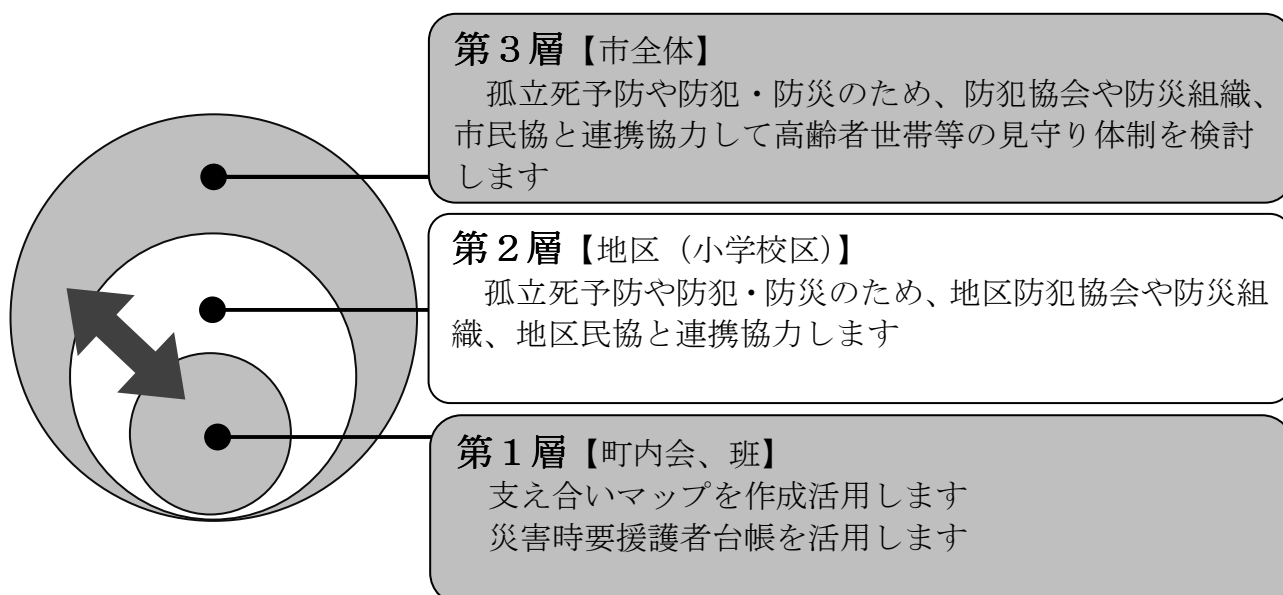 第３層【市全体】
孤立死予防や防犯・防災のため、防犯協会や防災組織、
市民協と連携協力して高齢者世帯等の見守り体制を検討
します
第２層【地区（小学校区）】
孤立死予防や防犯・防災のため、地区防犯協会や防災組
織、地区民協と連携協力します
第１層【町内会、班】
支え合いマップを作成活用します
災害時要援護者台帳を活用します